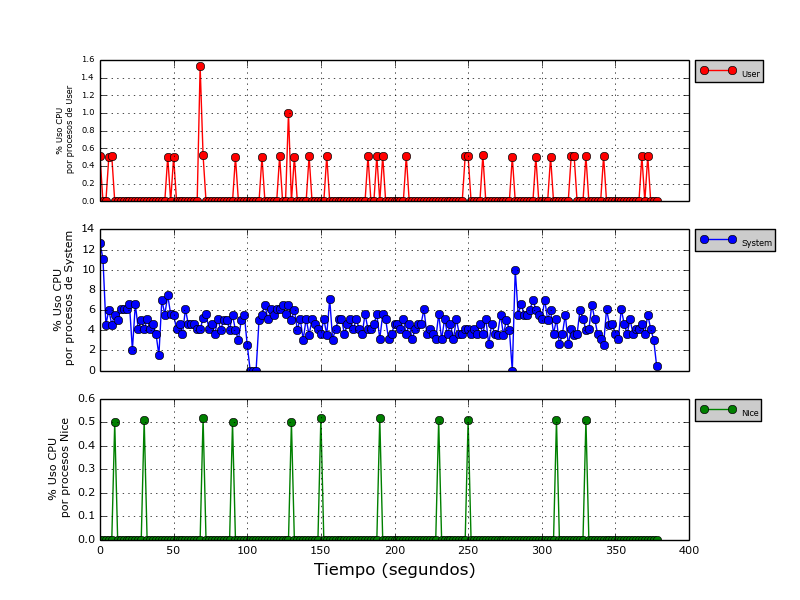 1.6
1.4
1.2
1.0
0.8
0.6
0.4
0.2
0.0
% Uso CPU
por procesos de User
User
14
12
10
8
6
4
2
0
% Uso CPU
por procesos de System
System
0.6
0.5
0.4
0.3
0.2
0.1
0.0
% Uso CPU
por procesos Nice
Nice
0 50 100 150 200 250 300 350 400
Tiempo (segundos)